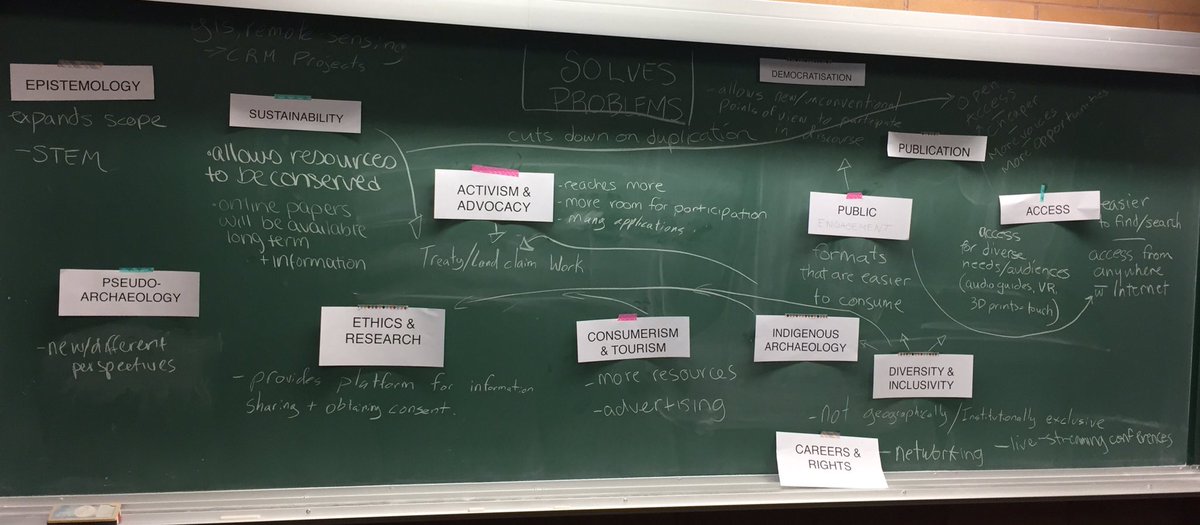 gis, remote sensing
→ CRM Projects
SOLVES
PROBLEMS
EPISTEMOLOGY
expands scope
- STEM
SUSTAINABILITY
• allows resources
to be conserved
• online papers
will be available
long term
+ information
cuts down on duplication
DEMOCRATISATION
- allows new/unconventional
points of view to participate
in discourse
Open
Access
- cheaper
More voices
more opportunities
PUBLICATION
ACTIVISM &
ADVOCACY
- reaches more
- more room for participation
- many applications.
Treaty/Land claim Work
PUBLIC
ENGAGEMENT
formats
that are easier
to consume
ACCESS
- easier
to find/search
access
for diverse
needs/audiences
(audioguides, VR,
3D prints → touch)
access from
anywhere
w Internet
PSEUDO-
ARCHAEOLOGY
- new/different
perspectives
ETHICS &
RESEARCH
- provides platform for information
sharing + obtaining consent.
CONSUMERISM
& TOURISM
- more resources
- advertising
INDIGENOUS
ARCHAEOLOGY
DIVERSITY &
INCLUSIVITY
- not geographically/Institutionally exclusive
- live-streaming conferences
CAREERS &
RIGHTS
- networking